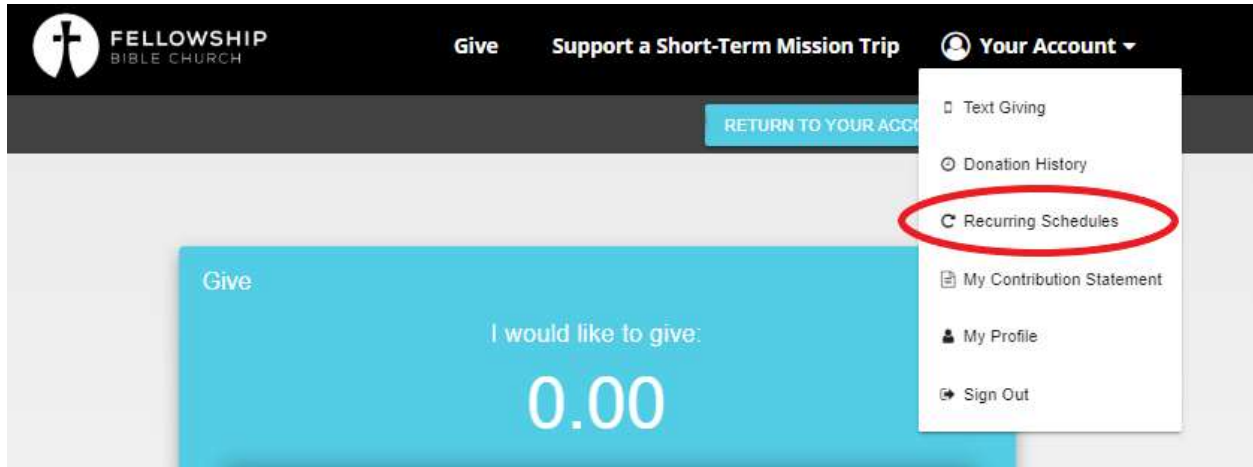 FELLOWSHIP
BIBLE CHURCH
Give
Support a Short-Term Mission Trip
Your Account
RETURN TO YOUR
Text Giving
Donation History
Recurring Schedules
My Contribution Statement
My Profile
Sign Out
Give
I would like to give:
0.00